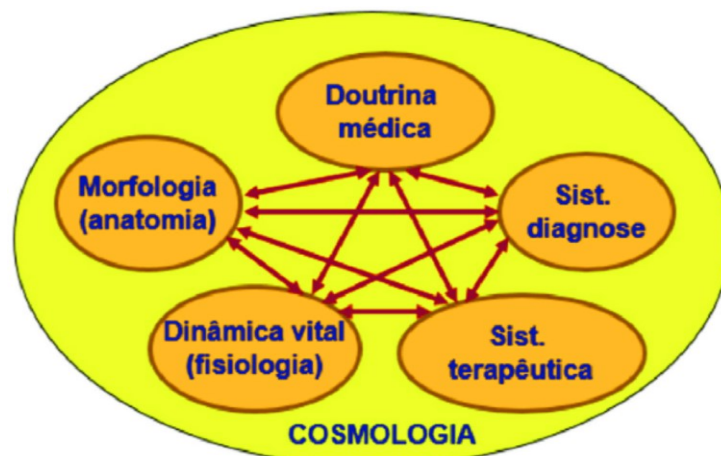 Doutrina
médica
Morfologia
(anatomia)
Sist.
diagnose
Dinâmica vital
(fisiologia)
Sist.
terapêutica
COSMOLOGIA